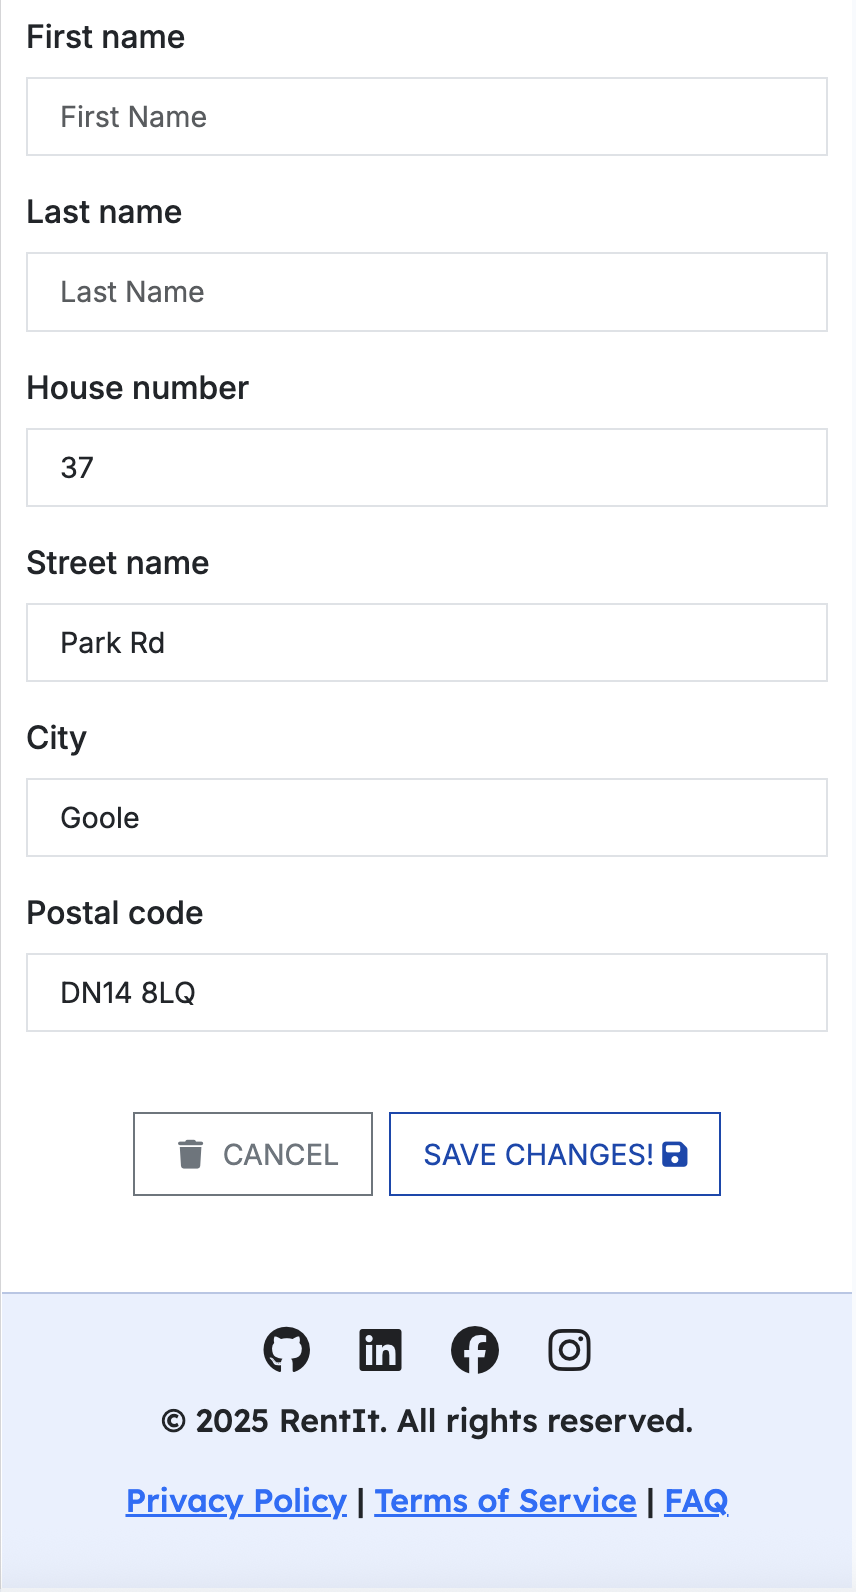 First name
First Name
Last name
Last Name
House number
37
Street name
Park Rd
City
Goole
Postal code
DN14 8LQ
CANCEL SAVE CHANGES!
© 2025 RentIt. All rights reserved.
Privacy Policy | Terms of Service | FAQ